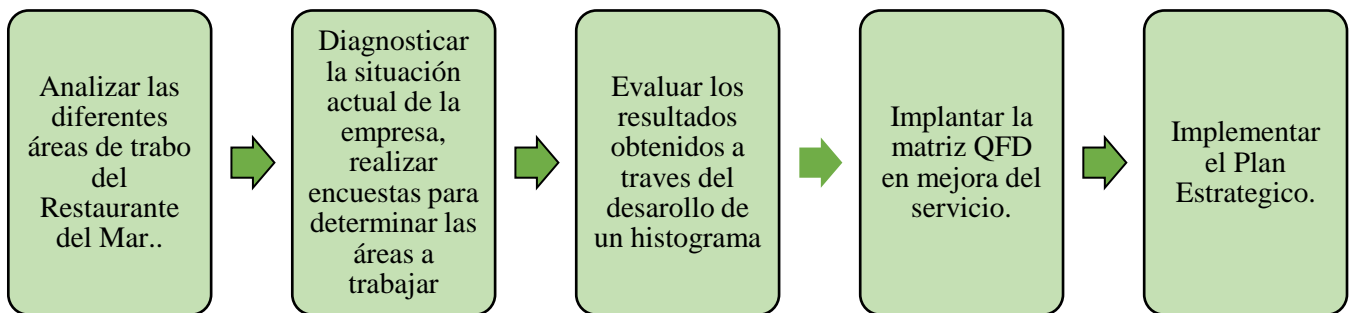 Analizar las
diferentes
áreas de trabo
del
Restaurante
del Mar..
Diagnosticar
la situación
actual de la
empresa,
realizar
encuestas para
determinar las
áreas a
trabajar
Evaluar los
resultados
obtenidos a
traves del
desarollo de
un histograma
Implantar la
matriz QFD
en mejora del
servicio.
Implementar
el Plan
Estrategico.